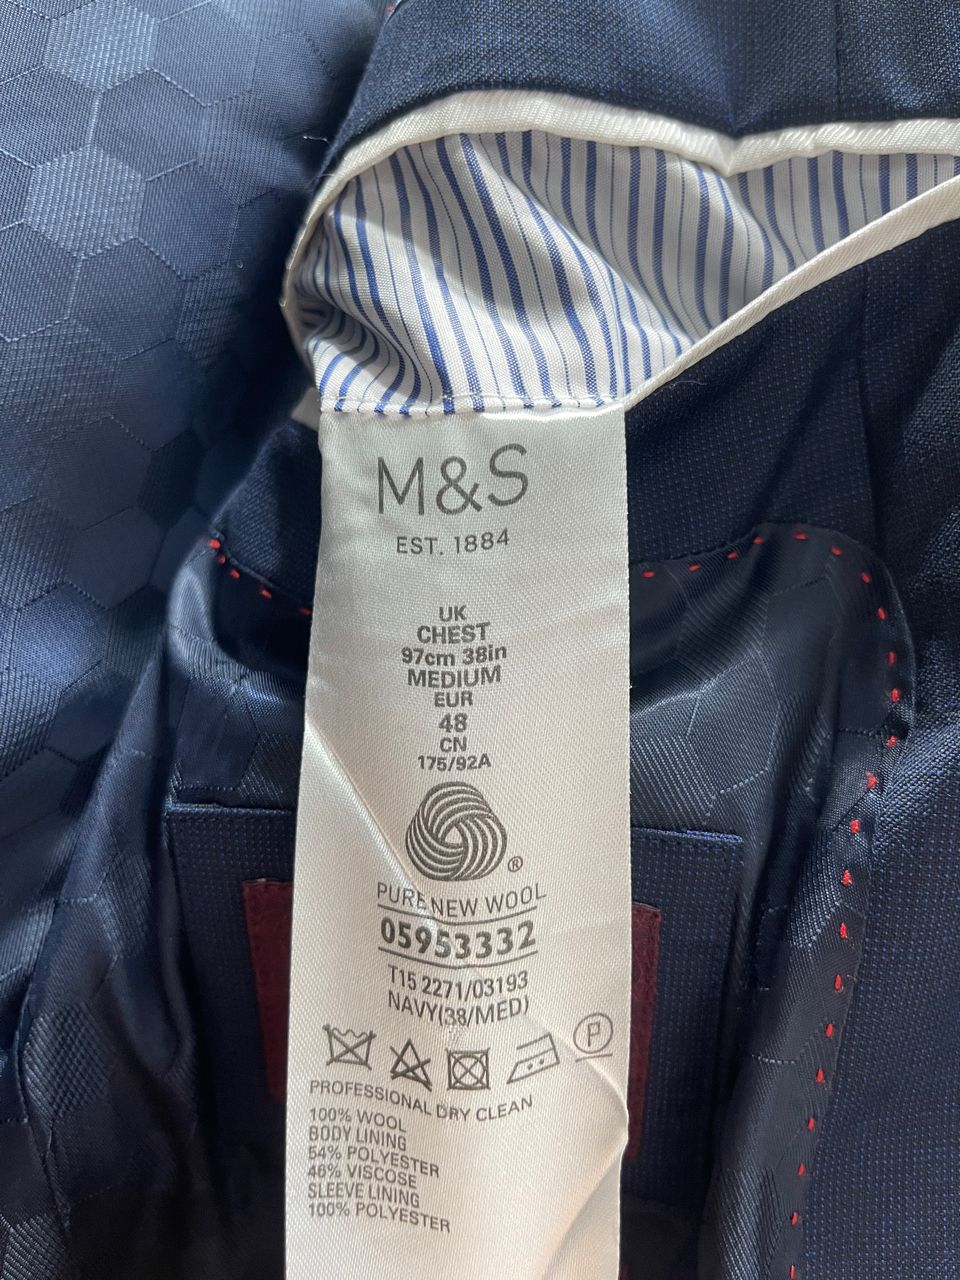 M&S
EST. 1884
UK
CHEST
97cm 38in
MEDIUM
EUR
48
CN
175/92A
®
PURE NEW WOOL
05953332
T15 2271/03193
NAVY(38/MED)
P
PROFESSIONAL DRY CLEAN
100% WOOL
BODY LINING
54% POLYESTER
46% VISCOSE
SLEEVE LINING
100% POLYESTER